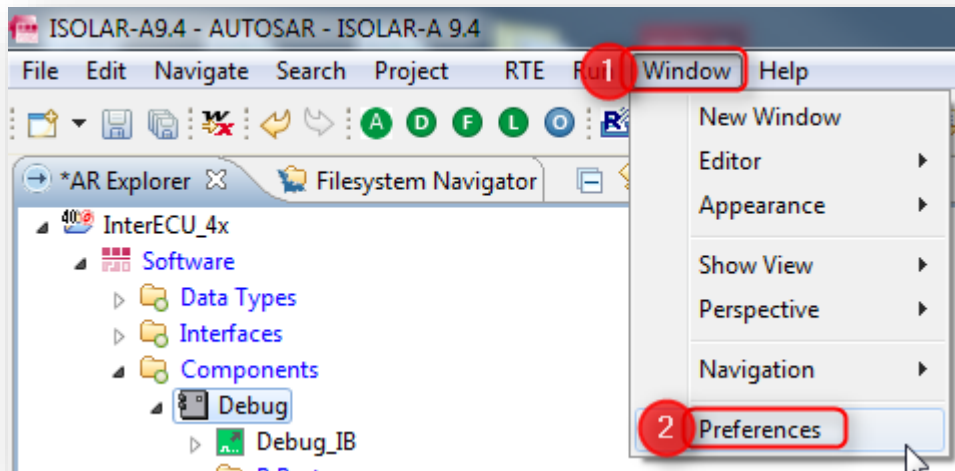 ISOLAR-A9.4 - AUTOSAR - ISOLAR-A 9.4
File Edit Navigate Search Project RTE 1 Window Help
A D F L O
*AR Explorer Filesystem Navigator
InterECU_4x
Software
Data Types
Interfaces
Components
Debug
Debug_IB
New Window
Editor
Appearance
Show View
Perspective
Navigation
2 Preferences